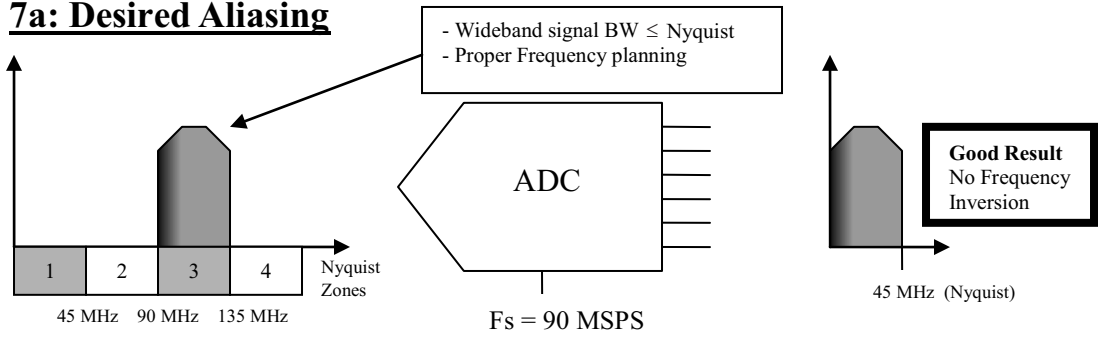 7a: Desired Aliasing
- Wideband signal BW ≤ Nyquist
- Proper Frequency planning
ADC
Good Result
No Frequency
Inversion
1 2 3 4
Nyquist
Zones
45 MHz 90 MHz 135 MHz
Fs = 90 MSPS
45 MHz (Nyquist)